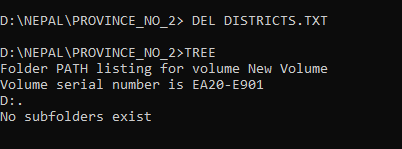 D:\NEPAL\PROVINCE_NO_2> DEL DISTRICTS.TXT
D:\NEPAL\PROVINCE_NO_2>TREE
Folder PATH listing for volume New Volume
Volume serial number is EA20-E901
D:.
No subfolders exist